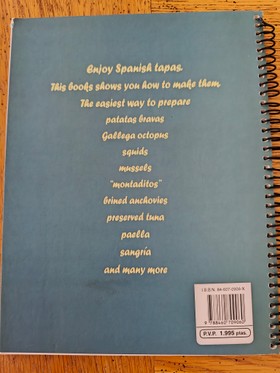 Enjoy Spanish tapas.
This books shows you how to make them.
The easiest way to prepare
patatas bravas
Gallega octopus
squids
mussels
"montaditos"
brined anchovies
preserved tuna
paella
sangría
and many more
P.V.P. 1.995 ptas.